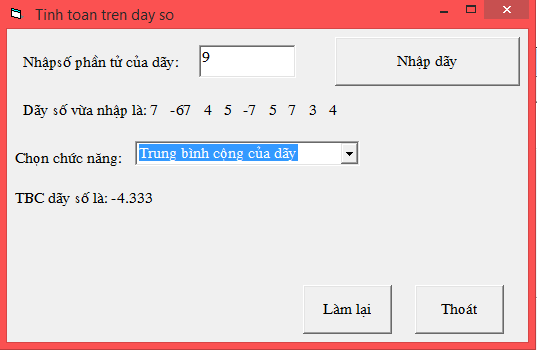 Tinh toan tren day so
Nhậpsố phần tử của dãy: 9 Nhập dãy
Dãy số vừa nhập là: 7 -67 4 5 -7 5 7 3 4
Chọn chức năng: Trung bình cộng của dãy
TBC dãy số là: -4.333
Làm lại Thoát